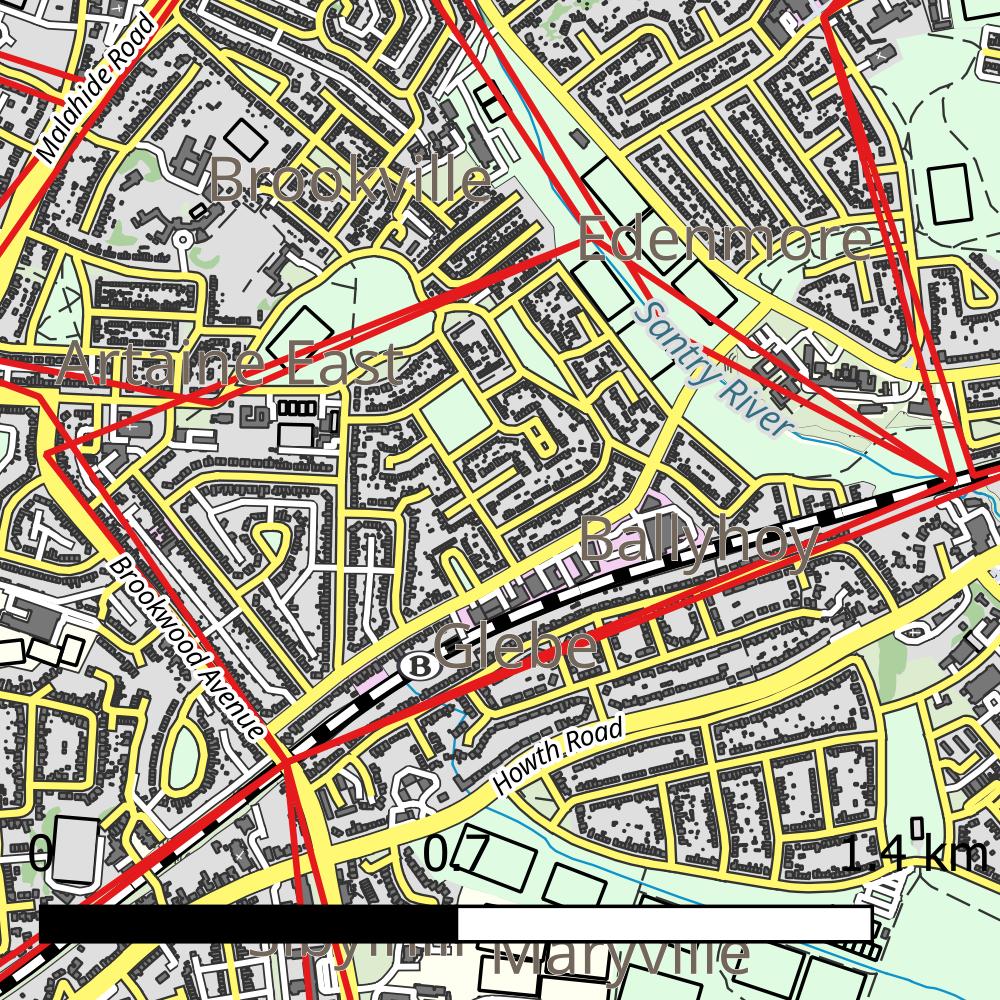 Malahide Road
Brookville
Edenmore
Santry-River
Artaine East
Ballyhoy
Brookwood Avenue
Glebe
B
Howth Road
0 0.7 1.4 km
Sibyhill
Maryville